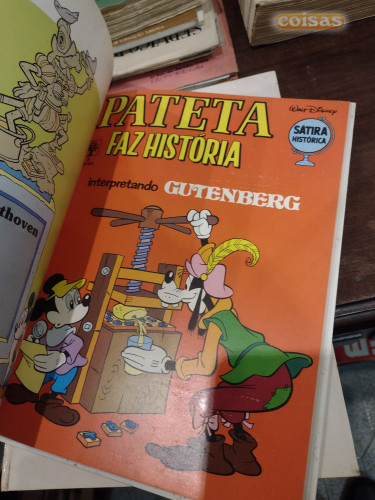 coisas
PATETA
FAZ HISTÓRIA
WALT DISNEY
SÁTIRA
HISTÓRICA
interpretando GUTENBERG
thoven